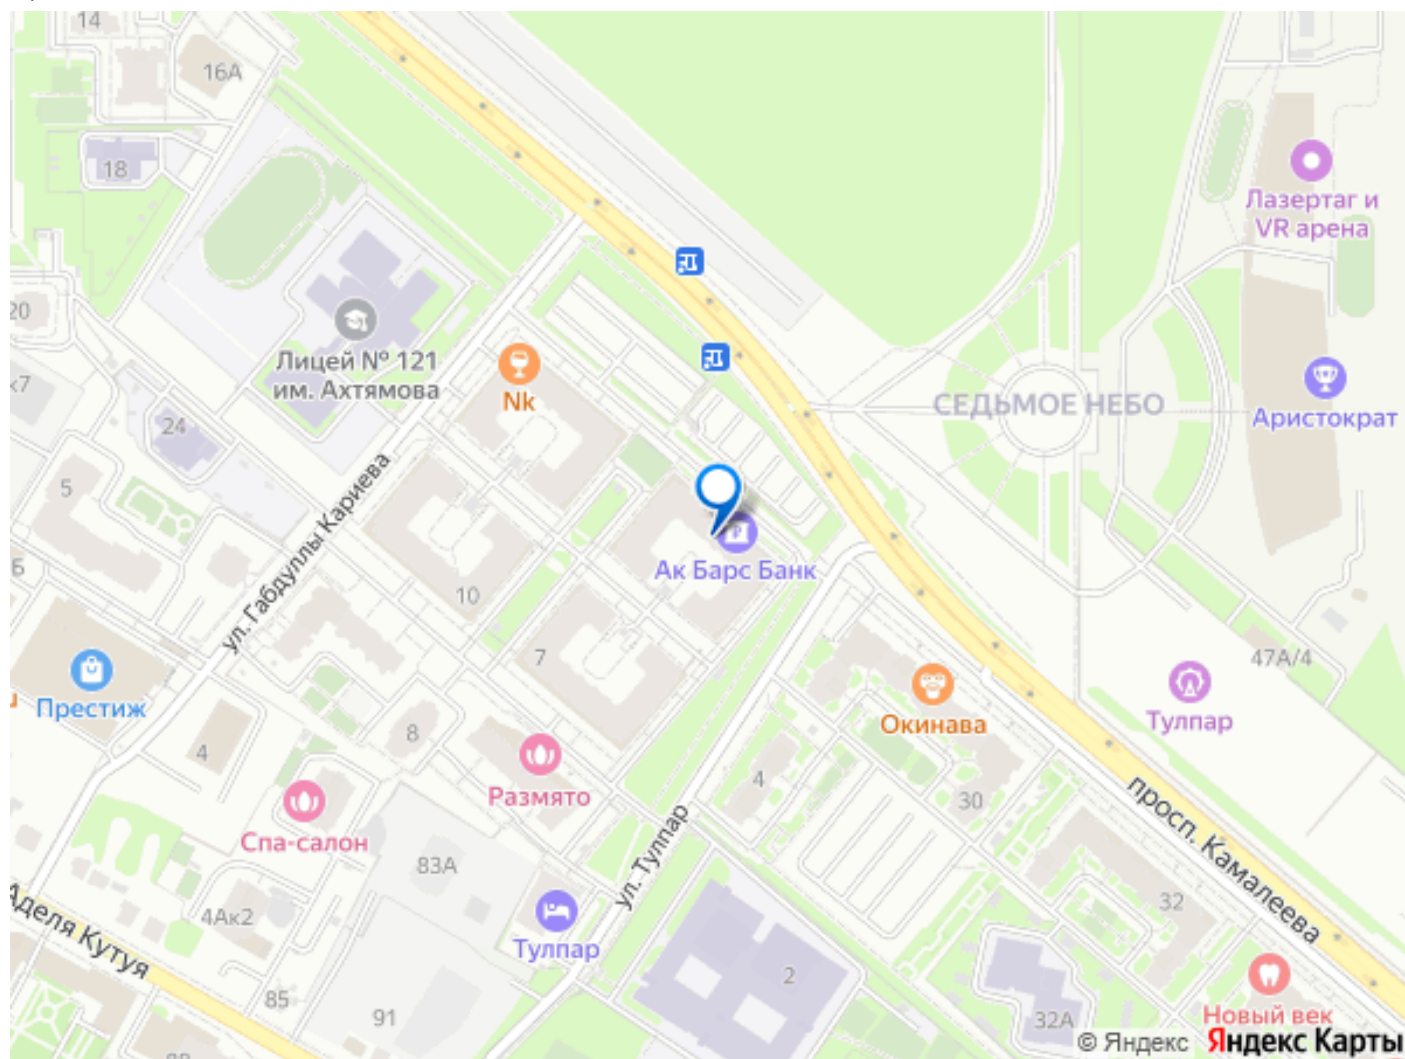 14
16А
18
Лазертаг и
VR арена
20
Лицей № 121
им. Ахтямова
к7
Nk
СЕДЬМОЕ НЕБО
Аристократ
24
5
ул. Габдуллы Кариева
Ак Барс Банк
Б
10
7
47А/4
Престиж
Окинава
Тулпар
8
4
Размято
4
30
просп. Камалеева
Спа-салон
83А
ул. Тулпар
32
4Ак2
Аделя Кутуя
Тулпар
2
85
91
32А
Новый век
© Яндекс Яндекс Карты